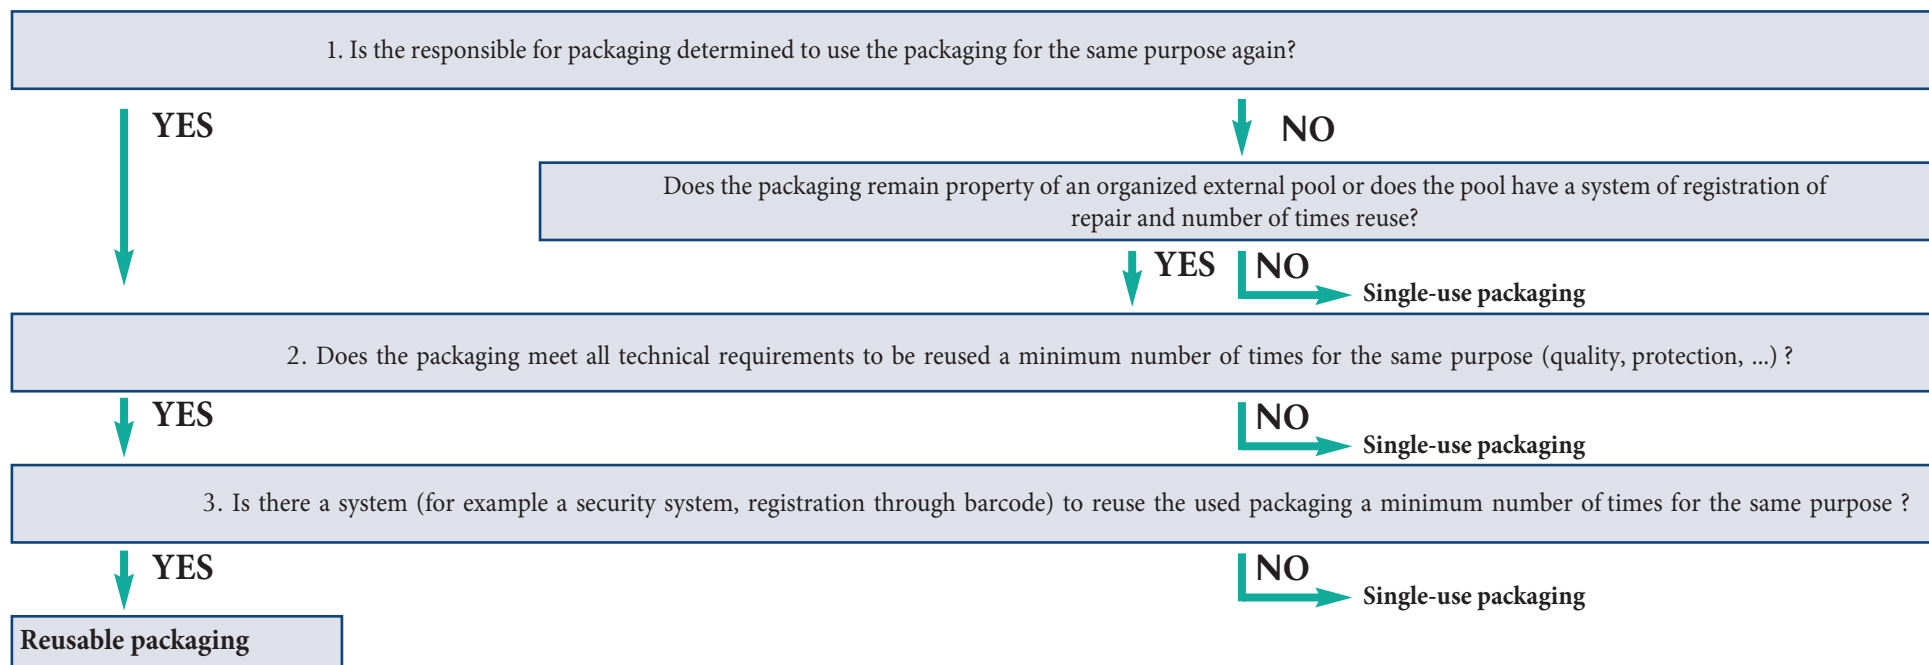 1. Is the responsible for packaging determined to use the packaging for the same purpose again?
YES
NO
Does the packaging remain property of an organized external pool or does the pool have a system of registration of
repair and number of times reuse?
YES
NO
Single-use packaging
2. Does the packaging meet all technical requirements to be reused a minimum number of times for the same purpose (quality, protection, ...) ?
YES
NO
Single-use packaging
3. Is there a system (for example a security system, registration through barcode) to reuse the used packaging a minimum number of times for the same purpose ?
YES
NO
Single-use packaging
Reusable packaging